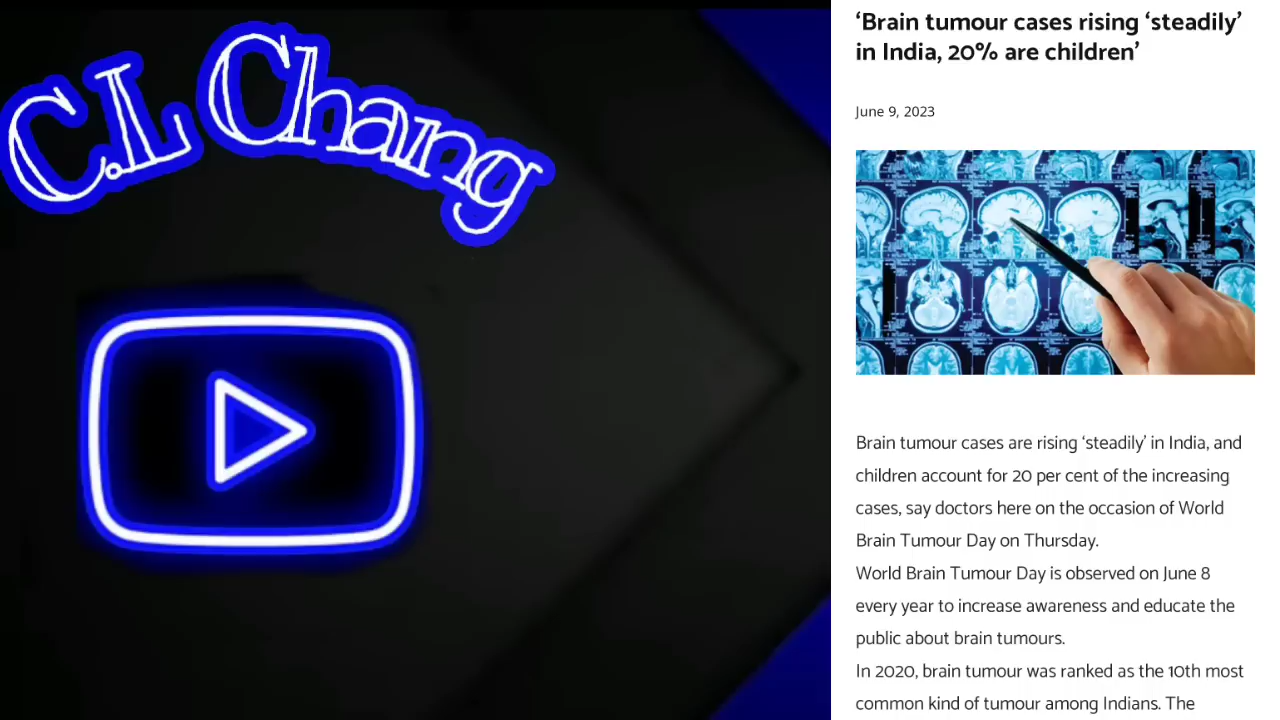 C.L Chang
‘Brain tumour cases rising ‘steadily’
in India, 20% are children’
June 9, 2023
Brain tumour cases are rising ‘steadily’ in India, and
children account for 20 per cent of the increasing
cases, say doctors here on the occasion of World
Brain Tumour Day on Thursday.
World Brain Tumour Day is observed on June 8
every year to increase awareness and educate the
public about brain tumours.
In 2020, brain tumour was ranked as the 10th most
common kind of tumour among Indians. The